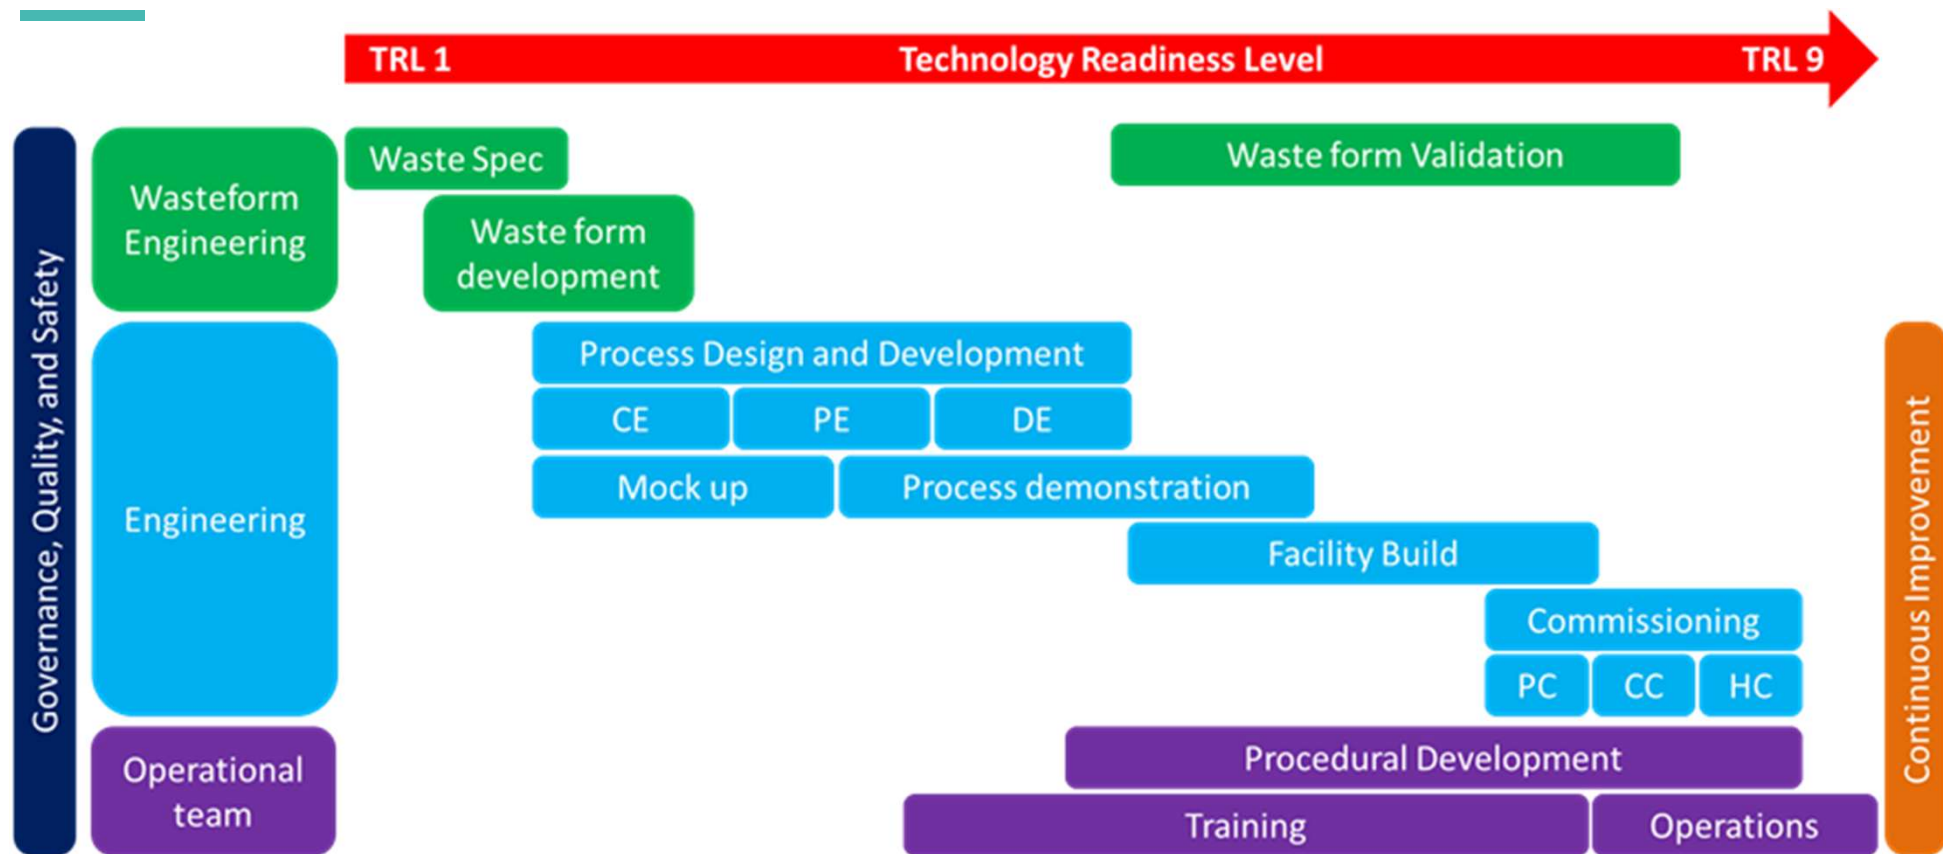 TRL 1
Technology Readiness Level
TRL 9
Governance, Quality, and Safety
Wasteform
Engineering
Waste Spec
Waste form Validation
Waste form
development
Engineering
Process Design and Development
CE
PE
DE
Mock up
Process demonstration
Facility Build
Commissioning
PC
CC
HC
Operational
team
Procedural Development
Training
Operations
Continuous Improvement